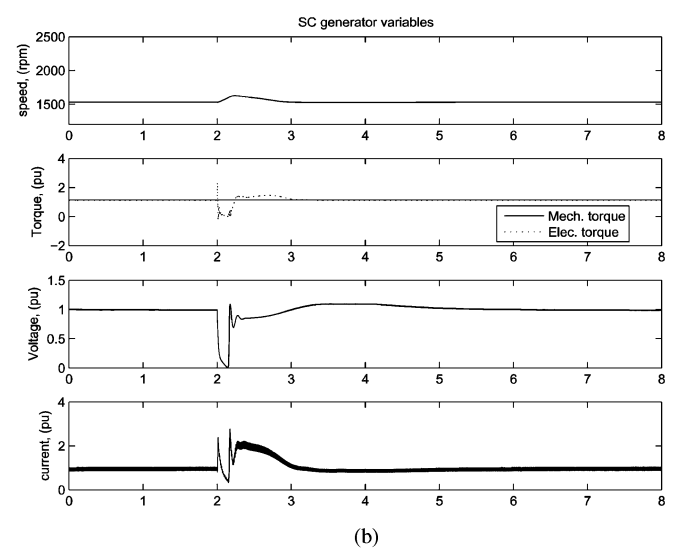 SC generator variables
speed, (rpm)
2500
2000
1500
0 1 2 3 4 5 6 7 8
Torque, (pu)
4
2
0
−2
Mech. torque
Elec. torque
0 1 2 3 4 5 6 7 8
Voltage, (pu)
1.5
1
0.5
0
0 1 2 3 4 5 6 7 8
current, (pu)
4
2
0
0 1 2 3 4 5 6 7 8
(b)